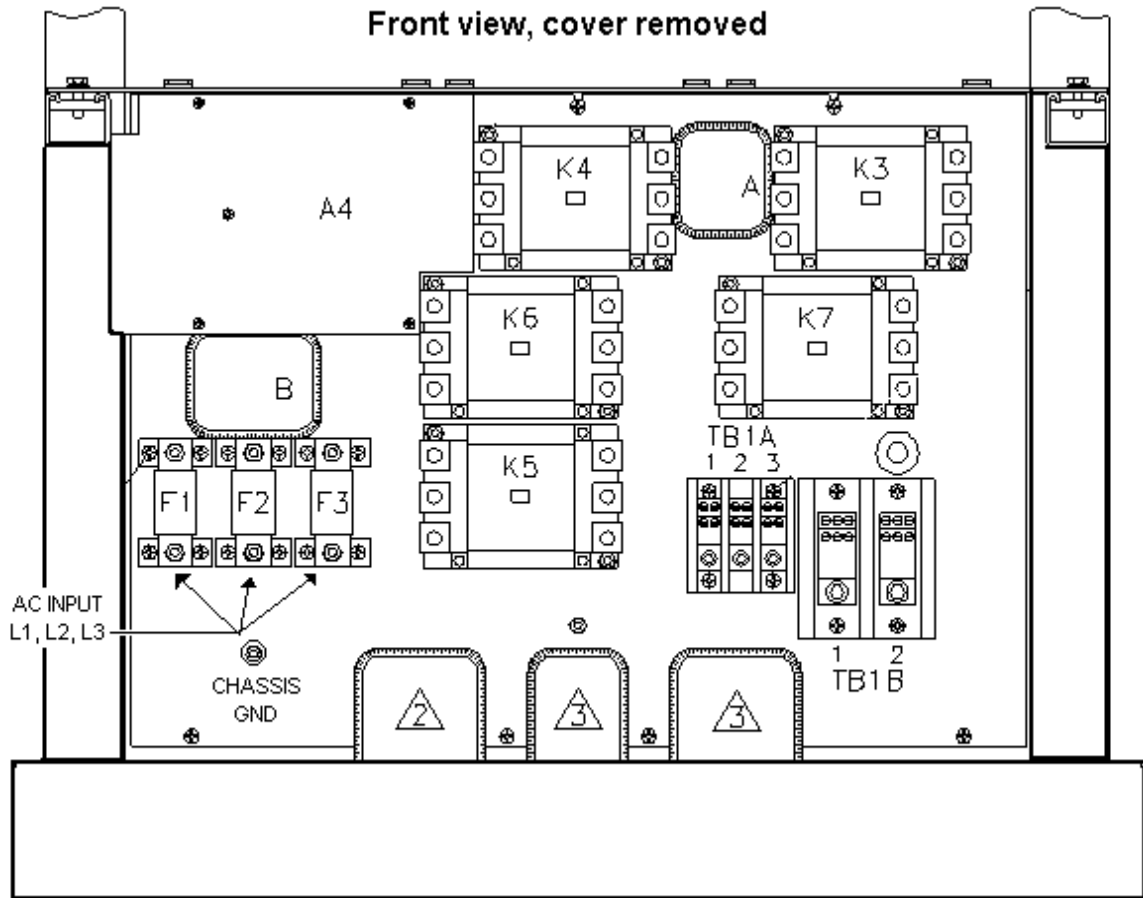 Front view, cover removed
K4
A
K3
A4
K6
K7
B
TB1A
1 2 3
K5
F1 F2 F3
AC INPUT
L1, L2, L3
1 2
TB1B
CHASSIS
GND
2
3
3